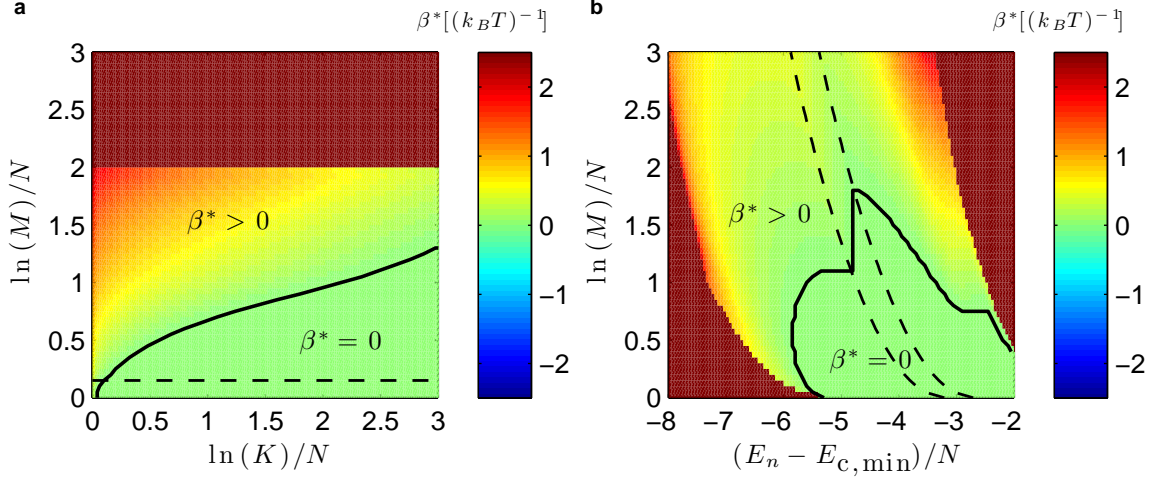 a
β*[(k_BT)^{-1}]
3
2.5
2
1.5
1
0.5
0
ln (M)/N
β* > 0
β* = 0
0 0.5 1 1.5 2 2.5 3
ln (K)/N
2
1
0
−1
−2
b
β*[(k_BT)^{-1}]
3
2.5
2
1.5
1
0.5
0
ln (M)/N
β* > 0
β* = 0
−8 −7 −6 −5 −4 −3 −2
(E_n − E_{c,min})/N
2
1
0
−1
−2